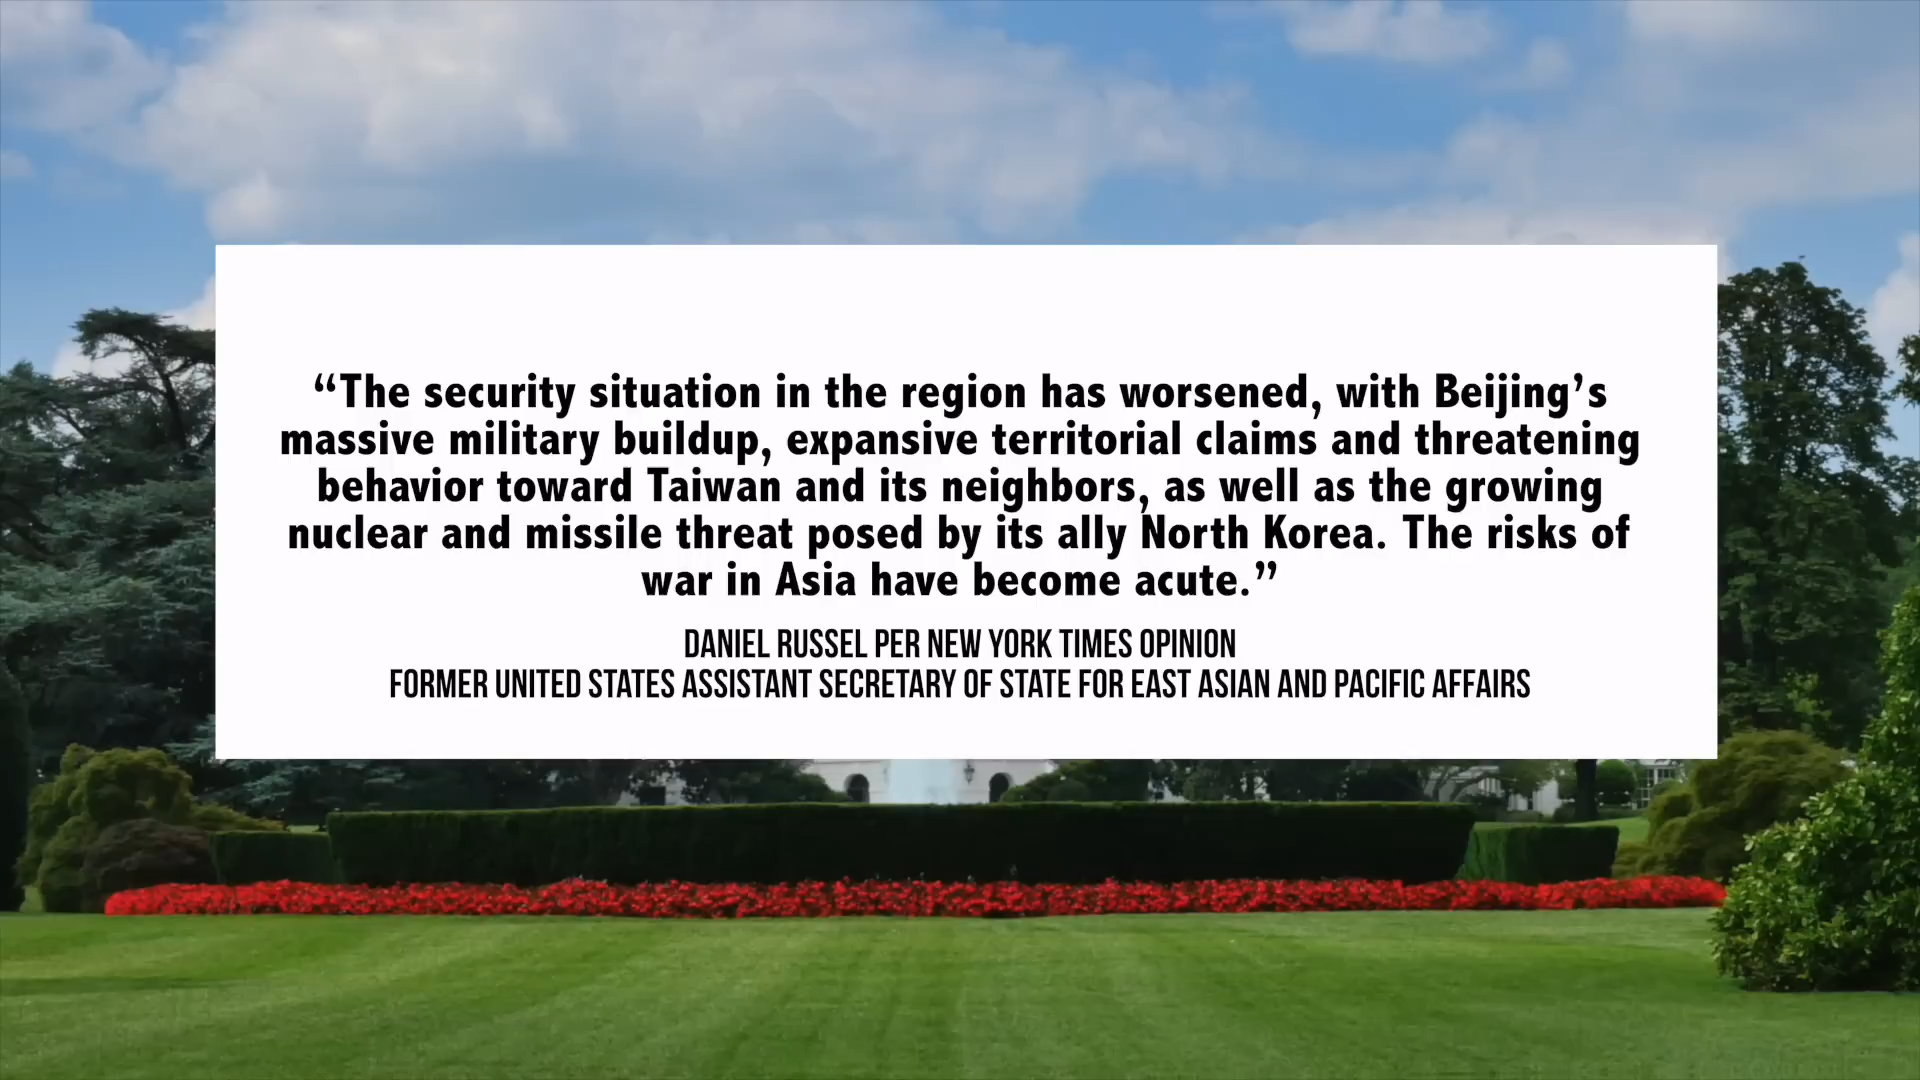 “The security situation in the region has worsened, with Beijing’s
massive military buildup, expansive territorial claims and threatening
behavior toward Taiwan and its neighbors, as well as the growing
nuclear and missile threat posed by its ally North Korea. The risks of
war in Asia have become acute.”
DANIEL RUSSEL PER NEW YORK TIMES OPINION
FORMER UNITED STATES ASSISTANT SECRETARY OF STATE FOR EAST ASIAN AND PACIFIC AFFAIRS